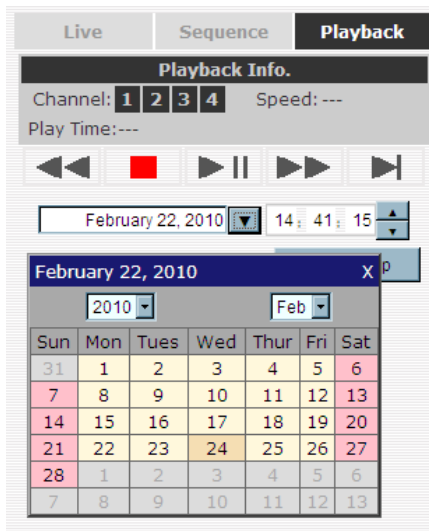 Live Sequence Playback
Playback Info.
Channel: 1 2 3 4 Speed: ---
Play Time:---
February 22, 2010 14: 41: 15
p
February 22, 2010 X
2010 Feb
Sun Mon Tues Wed Thur Fri Sat
31 1 2 3 4 5 6
7 8 9 10 11 12 13
14 15 16 17 18 19 20
21 22 23 24 25 26 27
28 1 2 3 4 5 6
7 8 9 10 11 12 13